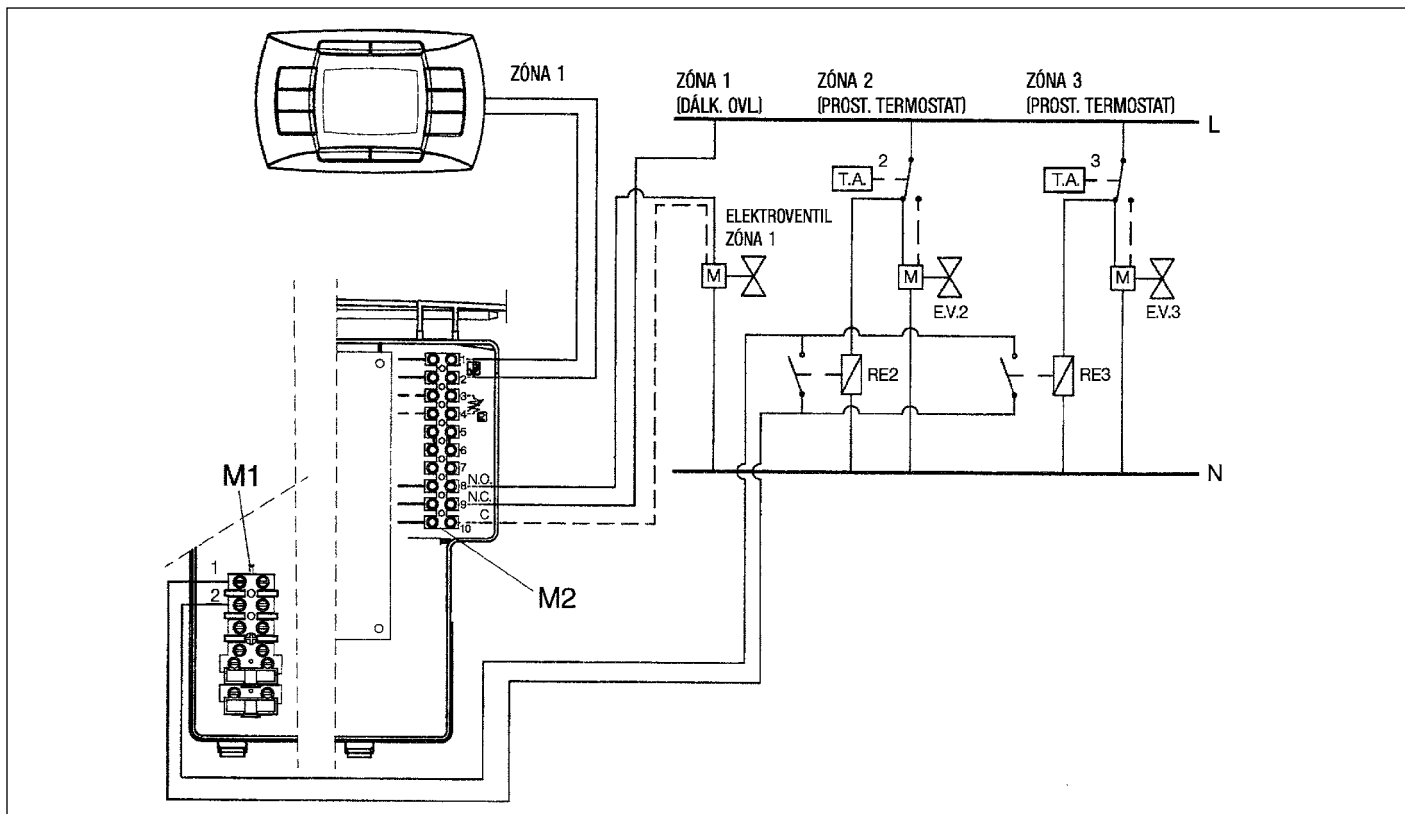 ZÓNA 1
ZÓNA 1
(DÁLK. OVL.)
ZÓNA 2
(PROST. TERMOSTAT)
ZÓNA 3
(PROST. TERMOSTAT)
L
2
T.A.
3
T.A.
ELEKTROVENTIL
ZÓNA 1
M
M
E.V.2
M
E.V.3
RE2
RE3
N
1
2
3
4
5
6
7
8
N.O.
9
N.C.
10
C
M1
1
2
M2